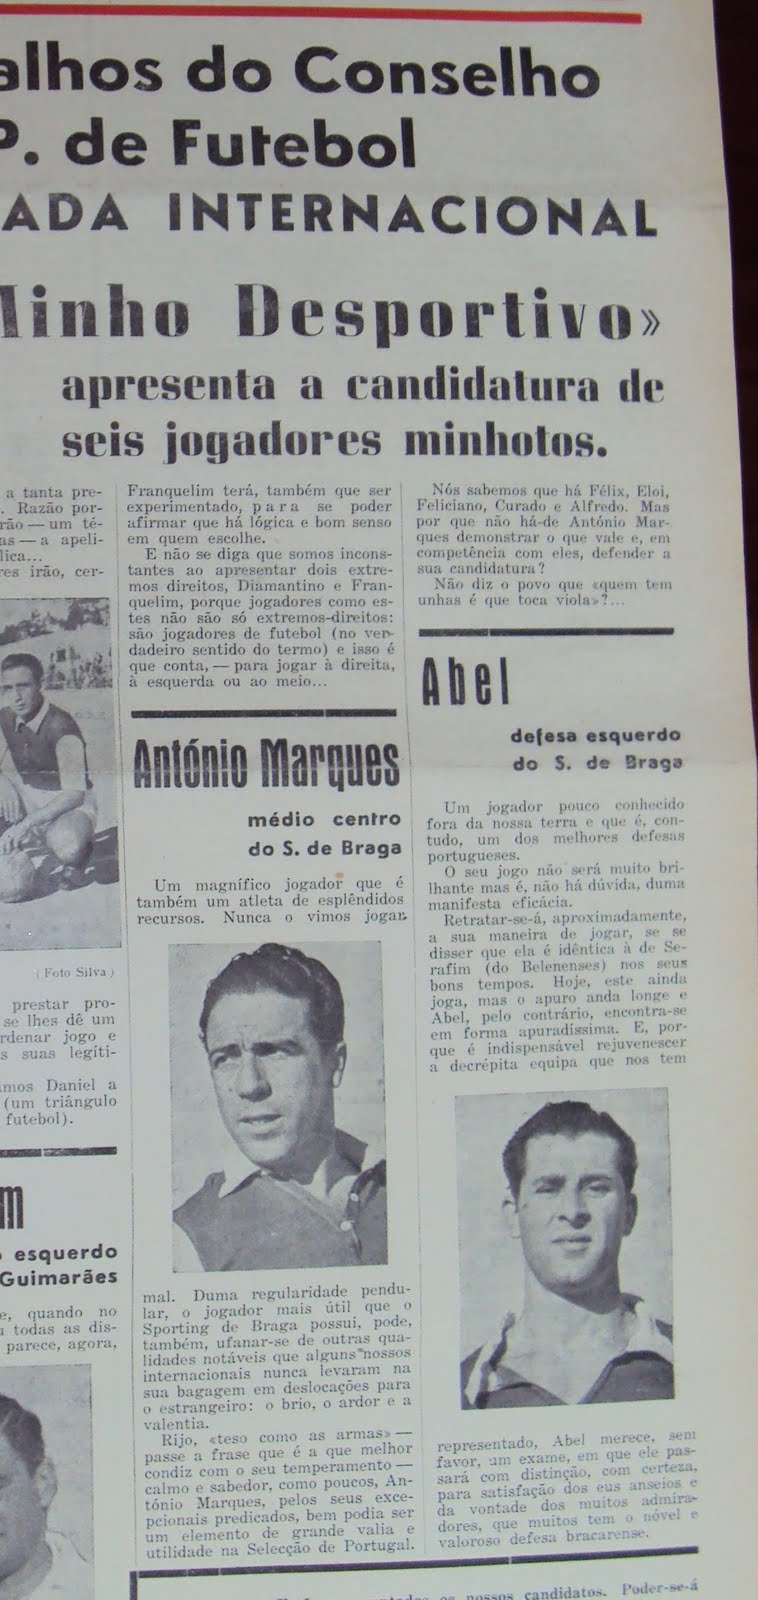 alhos do Conselho
P. de Futebol
ADA INTERNACIONAL
Minho Desportivo»
apresenta a candidatura de
seis jogadores minhotos.
a tanta pre-
. Razão por-
rão — um té-
as — a apeli-
lica...
res irão, cer-
(Foto Silva)
prestar pro-
se lhes dê um
rdenar jogo e
s suas legíti-
amos Daniel a
(um triângulo
futebol).
m
o esquerdo
Guimarães
e, quando no
u todas as dis-
parece, agora,
Franquelim terá, também que ser
experimentado, para se poder
afirmar que há lógica e bom senso
em quem escolhe.
E não se diga que somos incons-
tantes ao apresentar dois extre-
mos direitos, Diamantino e Fran-
quelim, porque jogadores como es-
tes não são só extremos-direitos:
são jogadores de futebol (no ver-
dadeiro sentido do termo) e isso é
que conta, — para jogar à direita,
à esquerda ou ao meio...
António Marques
médio centro
do S. de Braga
Um magnífico jogador que é
também um atleta de esplêndidos
recursos. Nunca o vimos jogar
mal. Duma regularidade pendu-
lar, o jogador mais útil que o
Sporting de Braga possui, pode,
também, ufanar-se de outras qua-
lidades notáveis que alguns nossos
internacionais nunca levaram na
sua bagagem em deslocações para
o estrangeiro: o brio, o ardor e a
valentia.
Rijo, «teso como as armas» —
passe a frase que é a que melhor
condiz com o seu temperamento —
calmo e sabedor, como poucos, An-
tónio Marques, pelos seus exce-
pcionais predicados, bem podia ser
um elemento de grande valia e
utilidade na Selecção de Portugal.
Nós sabemos que há Félix, Eloi,
Feliciano, Curado e Alfredo. Mas
por que não há-de António Mar-
ques demonstrar o que vale e, em
competência com eles, defender a
sua candidatura?
Não diz o povo que «quem tem
unhas é que toca viola»?...
Abel
defesa esquerdo
do S. de Braga
Um jogador pouco conhecido
fora da nossa terra e que é, con-
tudo, um dos melhores defesas
portugueses.
O seu jogo não será muito bri-
lhante mas é, não há dúvida, duma
manifesta eficácia.
Retratar-se-á, aproximadamente,
a sua maneira de jogar, se se
disser que ela é idêntica à de Se-
rafim (do Belenenses) nos seus
bons tempos. Hoje, este ainda
joga, mas o apuro anda longe e
Abel, pelo contrário, encontra-se
em forma apuradíssima. E, por-
que é indispensável rejuvenescer
a decrépita equipa que nos tem
representado, Abel merece, sem
favor, um exame, em que ele pas-
sará com distinção, com certeza,
para satisfação dos eus anseios e
da vontade dos muitos admira-
dores, que muitos tem o nóvel e
valoroso defesa bracarense.
os nossos candidatos. Poder-se-á